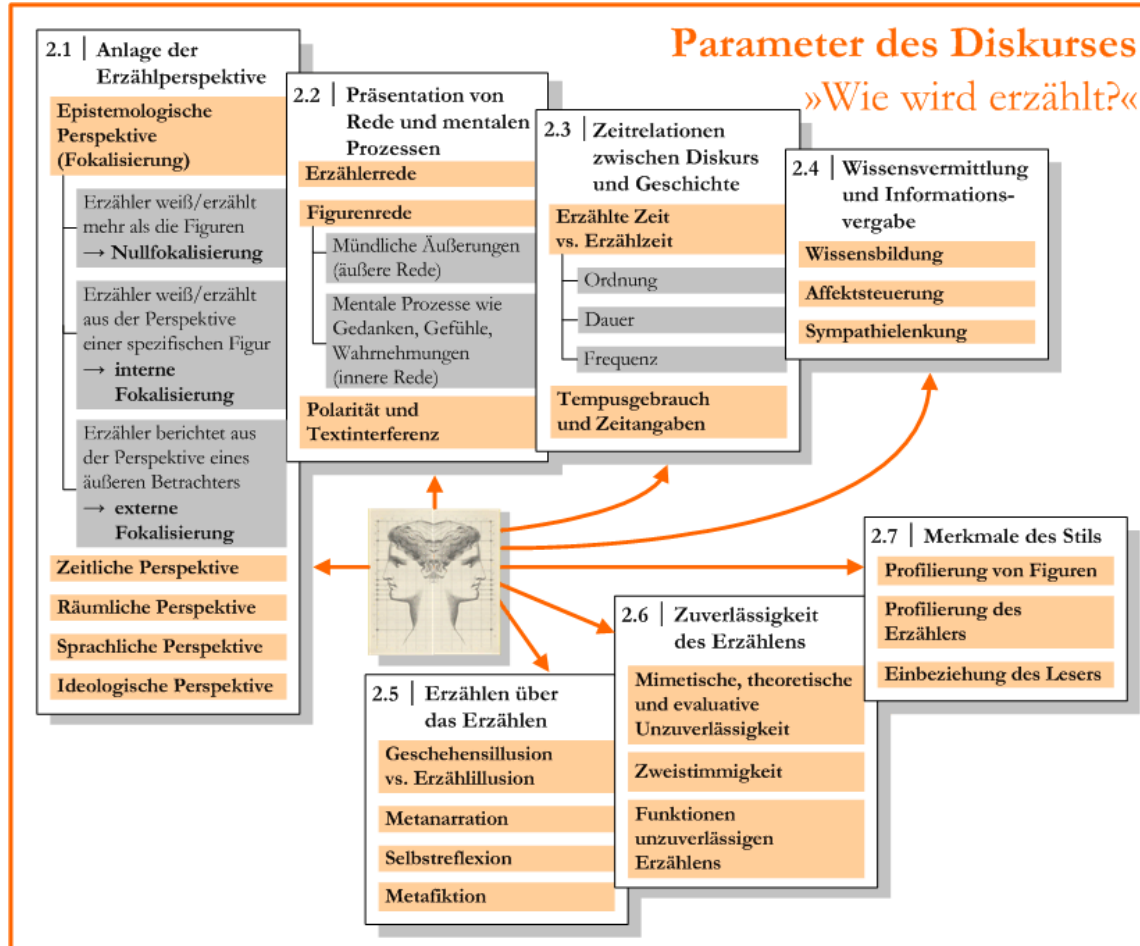 Parameter des Diskurses
»Wie wird erzählt?«
2.1 | Anlage der
Erzählperspektive
Epistemologische
Perspektive
(Fokalisierung)
Erzähler weiß/erzählt
mehr als die Figuren
→ Nullfokalisierung
Erzähler weiß/erzählt
aus der Perspektive
einer spezifischen Figur
→ interne
Fokalisierung
Erzähler berichtet aus
der Perspektive eines
äußeren Betrachters
→ externe
Fokalisierung
Zeitliche Perspektive
Räumliche Perspektive
Sprachliche Perspektive
Ideologische Perspektive
2.2 | Präsentation von
Rede und mentalen
Prozessen
Erzählerrede
Figurenrede
Mündliche Äußerungen
(äußere Rede)
Mentale Prozesse wie
Gedanken, Gefühle,
Wahrnehmungen
(innere Rede)
Polarität und
Textinterferenz
2.3 | Zeitrelationen
zwischen Diskurs
und Geschichte
Erzählte Zeit
vs. Erzählzeit
Ordnung
Dauer
Frequenz
Tempusgebrauch
und Zeitangaben
2.4 | Wissensvermittlung
und Informations-
vergabe
Wissensbildung
Affektsteuerung
Sympathielenkung
2.5 | Erzählen über
das Erzählen
Geschehensillusion
vs. Erzählillusion
Metanarration
Selbstreflexion
Metafiktion
2.6 | Zuverlässigkeit
des Erzählens
Mimetische, theoretische
und evaluative
Unzuverlässigkeit
Zweistimmigkeit
Funktionen
unzuverlässigen
Erzählens
2.7 | Merkmale des Stils
Profilierung von Figuren
Profilierung des
Erzählers
Einbeziehung des Lesers